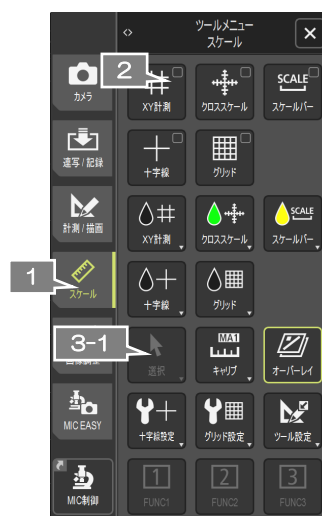 ツールメニュー
スケール
カメラ
連写/記録
計測/描画
スケール
MIC EASY
MIC制御
XY計測
クロススケール
SCALE
スケールバー
十字線
グリッド
XY計測
クロススケール
SCALE
スケールバー
十字線
グリッド
選択
MA1
キャリブ
オーバーレイ
十字線設定
グリッド設定
ツール設定
1
FUNC1
2
FUNC2
3
FUNC3
1
2
3-1